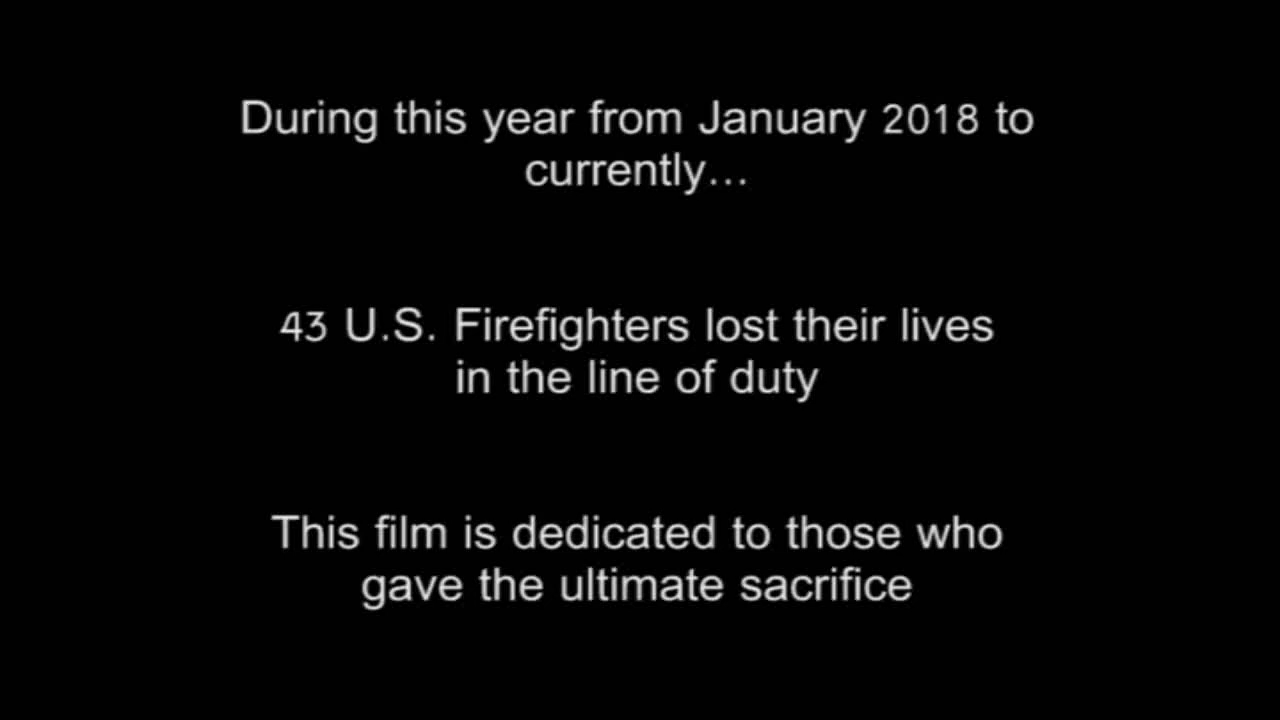 During this year from January 2018 to
currently...
43 U.S. Firefighters lost their lives
in the line of duty
This film is dedicated to those who
gave the ultimate sacrifice